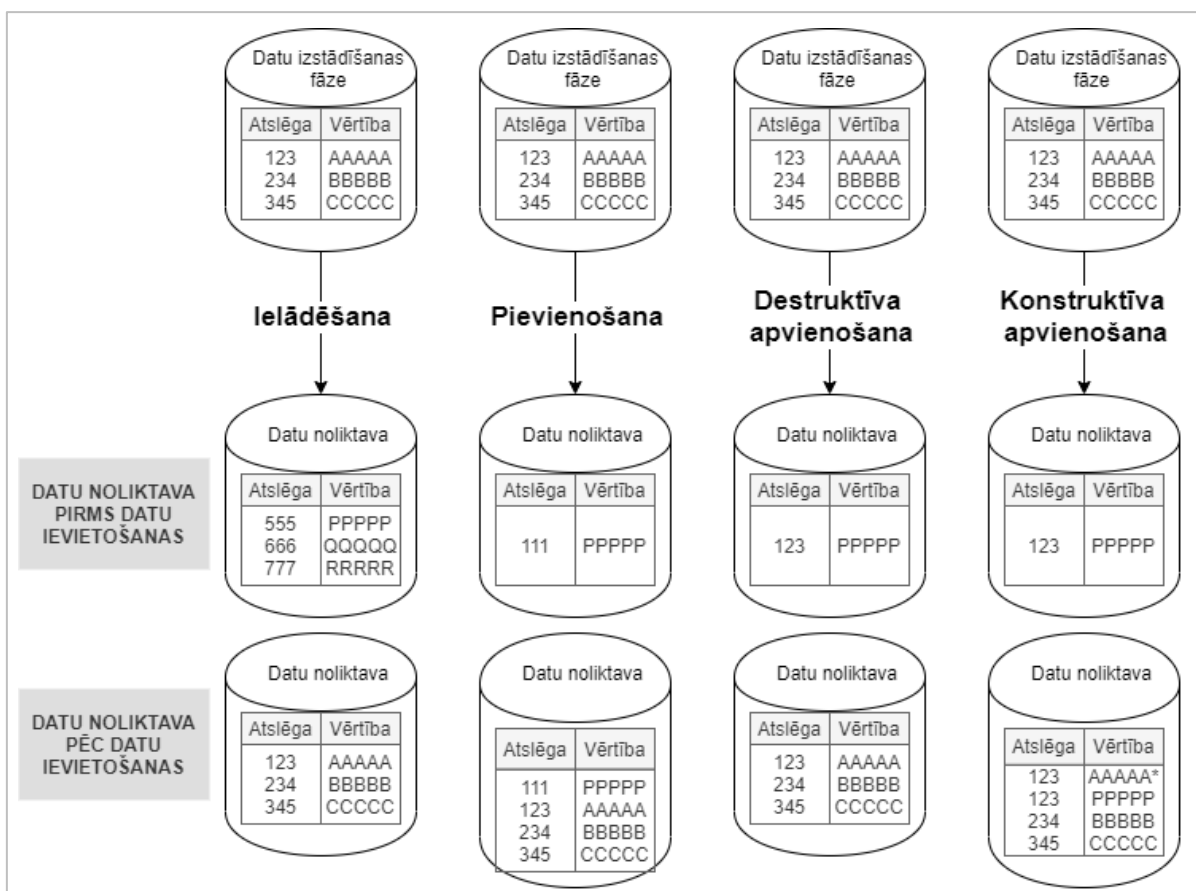 Datu izstādīšanas
fāze
Atslēga Vērtība
123 AAAAA
234 BBBBB
345 CCCCC
Datu izstādīšanas
fāze
Atslēga Vērtība
123 AAAAA
234 BBBBB
345 CCCCC
Datu izstādīšanas
fāze
Atslēga Vērtība
123 AAAAA
234 BBBBB
345 CCCCC
Datu izstādīšanas
fāze
Atslēga Vērtība
123 AAAAA
234 BBBBB
345 CCCCC
Ielādēšana
Pievienošana
Destruktīva
apvienošana
Konstruktīva
apvienošana
DATU NOLIKTAVA
PIRMS DATU
IEVIETOŠANAS
Datu noliktava
Atslēga Vērtība
555 PPPPP
666 QQQQQ
777 RRRRR
Datu noliktava
Atslēga Vērtība
111 PPPPP
Datu noliktava
Atslēga Vērtība
123 PPPPP
Datu noliktava
Atslēga Vērtība
123 PPPPP
DATU NOLIKTAVA
PĒC DATU
IEVIETOŠANAS
Datu noliktava
Atslēga Vērtība
123 AAAAA
234 BBBBB
345 CCCCC
Datu noliktava
Atslēga Vērtība
111 PPPPP
123 AAAAA
234 BBBBB
345 CCCCC
Datu noliktava
Atslēga Vērtība
123 AAAAA
234 BBBBB
345 CCCCC
Datu noliktava
Atslēga Vērtība
123 AAAAA*
123 PPPPP
234 BBBBB
345 CCCCC